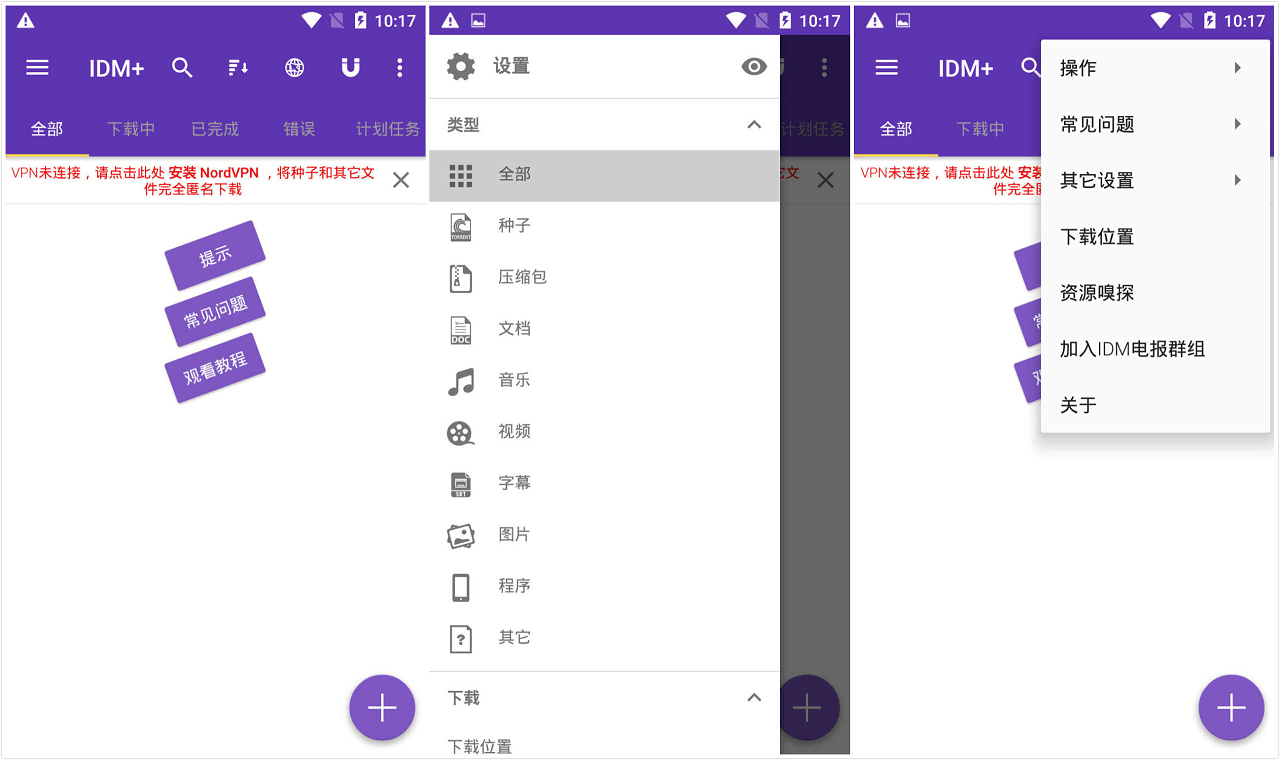 10:17
IDM+
全部
下载中
已完成
错误
计划任务
VPN未连接，请点击此处 安装 NordVPN ，将种子和其它文
件完全匿名下载
提示
常见问题
观看教程
10:17
设置
类型
全部
TORRENT
种子
压缩包
DOC
文档
音乐
视频
SRT
字幕
图片
程序
?
其它
下载
下载位置
计划任务
文
10:17
IDM+
全部
下载中
VPN未连接，请点击此处 安装
件完全
操作
常见问题
其它设置
下载位置
资源嗅探
加入IDM电报群组
关于